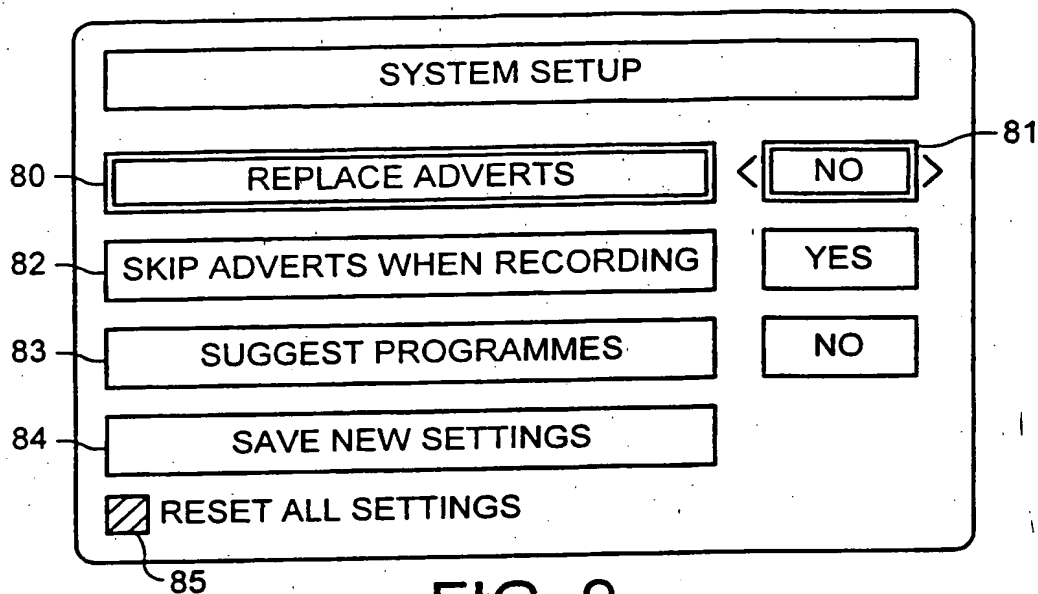 SYSTEM SETUP
80 REPLACE ADVERTS < NO > 81
82 SKIP ADVERTS WHEN RECORDING YES
83 SUGGEST PROGRAMMES NO
84 SAVE NEW SETTINGS
RESET ALL SETTINGS
85